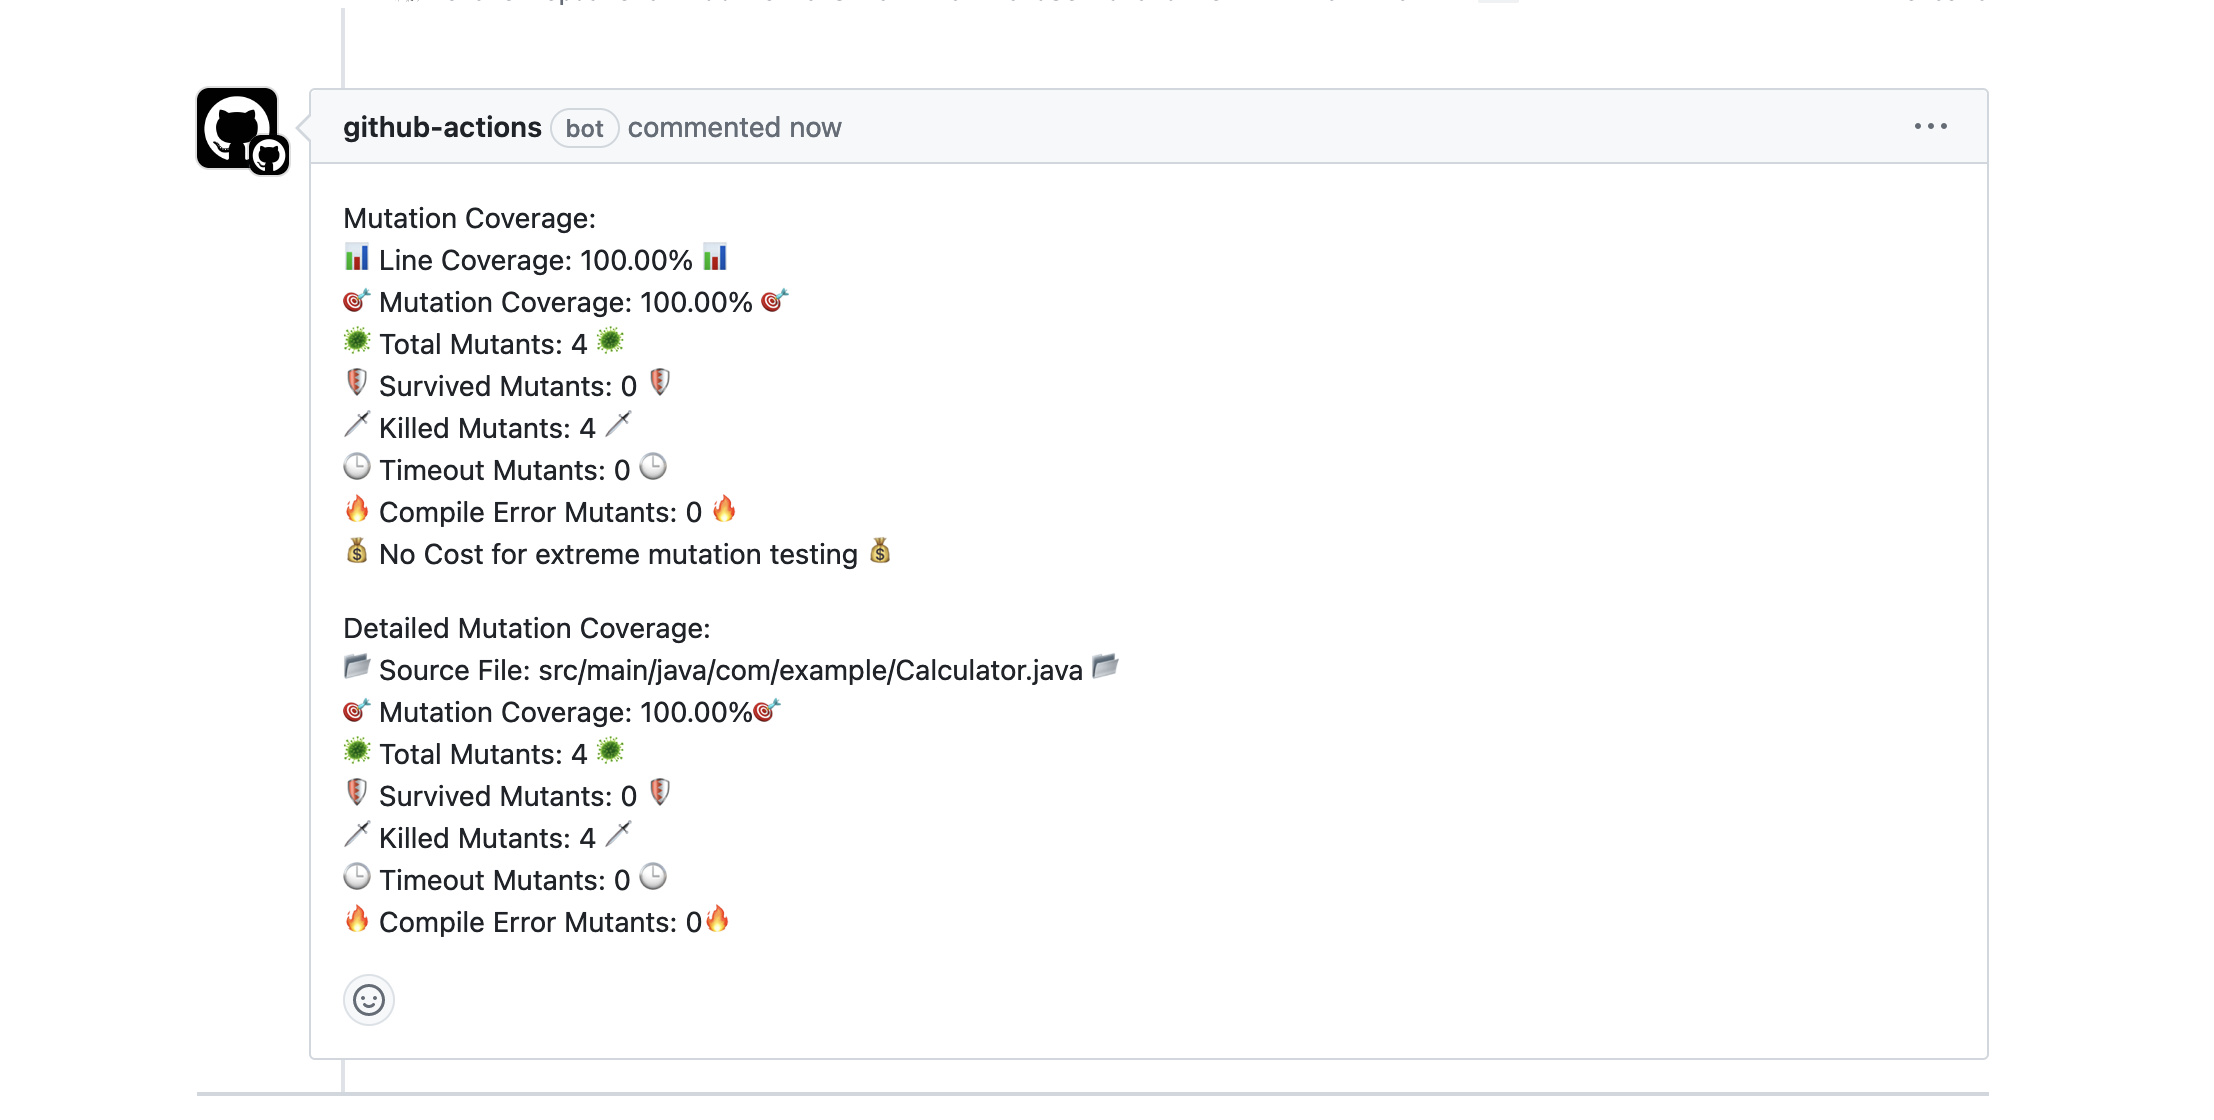 github-actions bot commented now
Mutation Coverage:
📊 Line Coverage: 100.00% 📊
🎯 Mutation Coverage: 100.00% 🎯
🦠 Total Mutants: 4 🦠
🛡️ Survived Mutants: 0 🛡️
🗡️ Killed Mutants: 4 🗡️
🕒 Timeout Mutants: 0 🕒
🔥 Compile Error Mutants: 0 🔥
💰 No Cost for extreme mutation testing 💰
Detailed Mutation Coverage:
📂 Source File: src/main/java/com/example/Calculator.java 📂
🎯 Mutation Coverage: 100.00%🎯
🦠 Total Mutants: 4 🦠
🛡️ Survived Mutants: 0 🛡️
🗡️ Killed Mutants: 4 🗡️
🕒 Timeout Mutants: 0 🕒
🔥 Compile Error Mutants: 0🔥